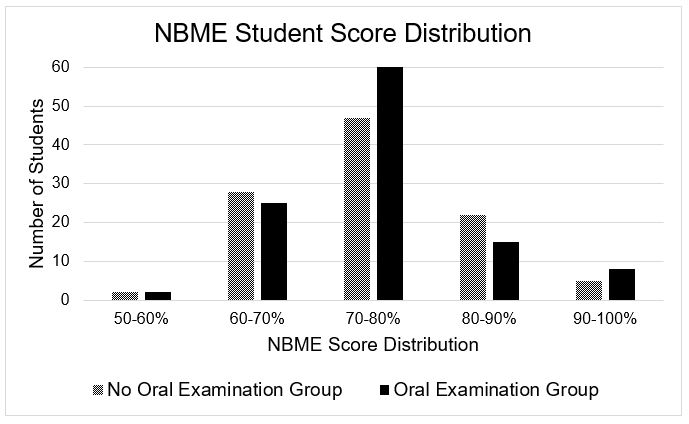 NBME Student Score Distribution
60
50
40
30
20
10
0
Number of Students
50-60%
60-70%
70-80%
80-90%
90-100%
NBME Score Distribution
No Oral Examination Group
Oral Examination Group